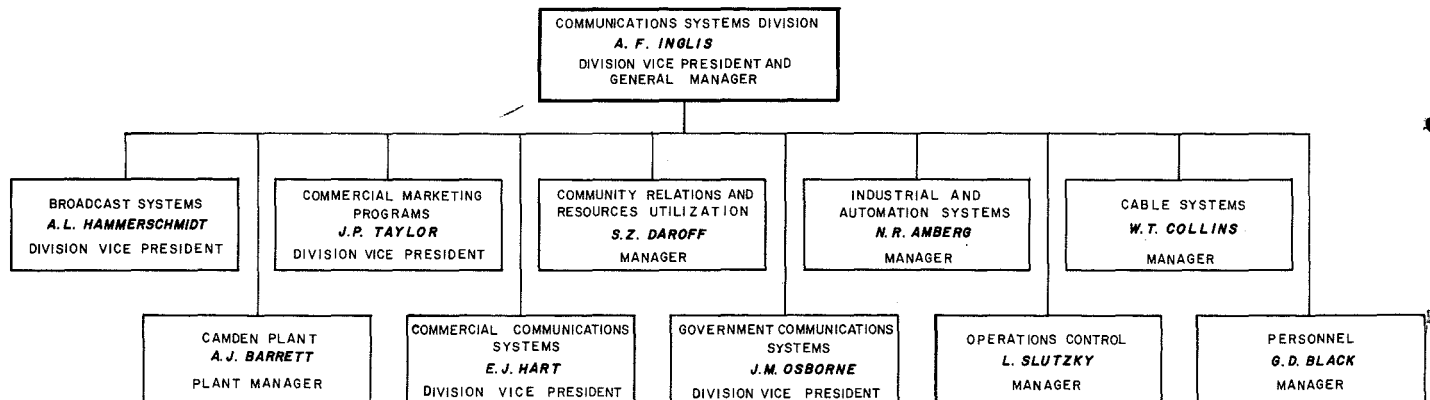 COMMUNICATIONS SYSTEMS DIVISION
A. F. INGLIS
DIVISION VICE PRESIDENT AND
GENERAL MANAGER
BROADCAST SYSTEMS
A.L. HAMMERSCHMIDT
DIVISION VICE PRESIDENT
COMMERCIAL MARKETING
PROGRAMS
J.P. TAYLOR
DIVISION VICE PRESIDENT
COMMUNITY RELATIONS AND
RESOURCES UTILIZATION
S.Z. DAROFF
MANAGER
INDUSTRIAL AND
AUTOMATION SYSTEMS
N.R. AMBERG
MANAGER
CABLE SYSTEMS
W.T. COLLINS
MANAGER
CAMDEN PLANT
A.J. BARRETT
PLANT MANAGER
COMMERCIAL COMMUNICATIONS
SYSTEMS
E.J. HART
DIVISION VICE PRESIDENT
GOVERNMENT COMMUNICATIONS
SYSTEMS
J.M. OSBORNE
DIVISION VICE PRESIDENT
OPERATIONS CONTROL
L. SLUTZKY
MANAGER
PERSONNEL
G.D. BLACK
MANAGER